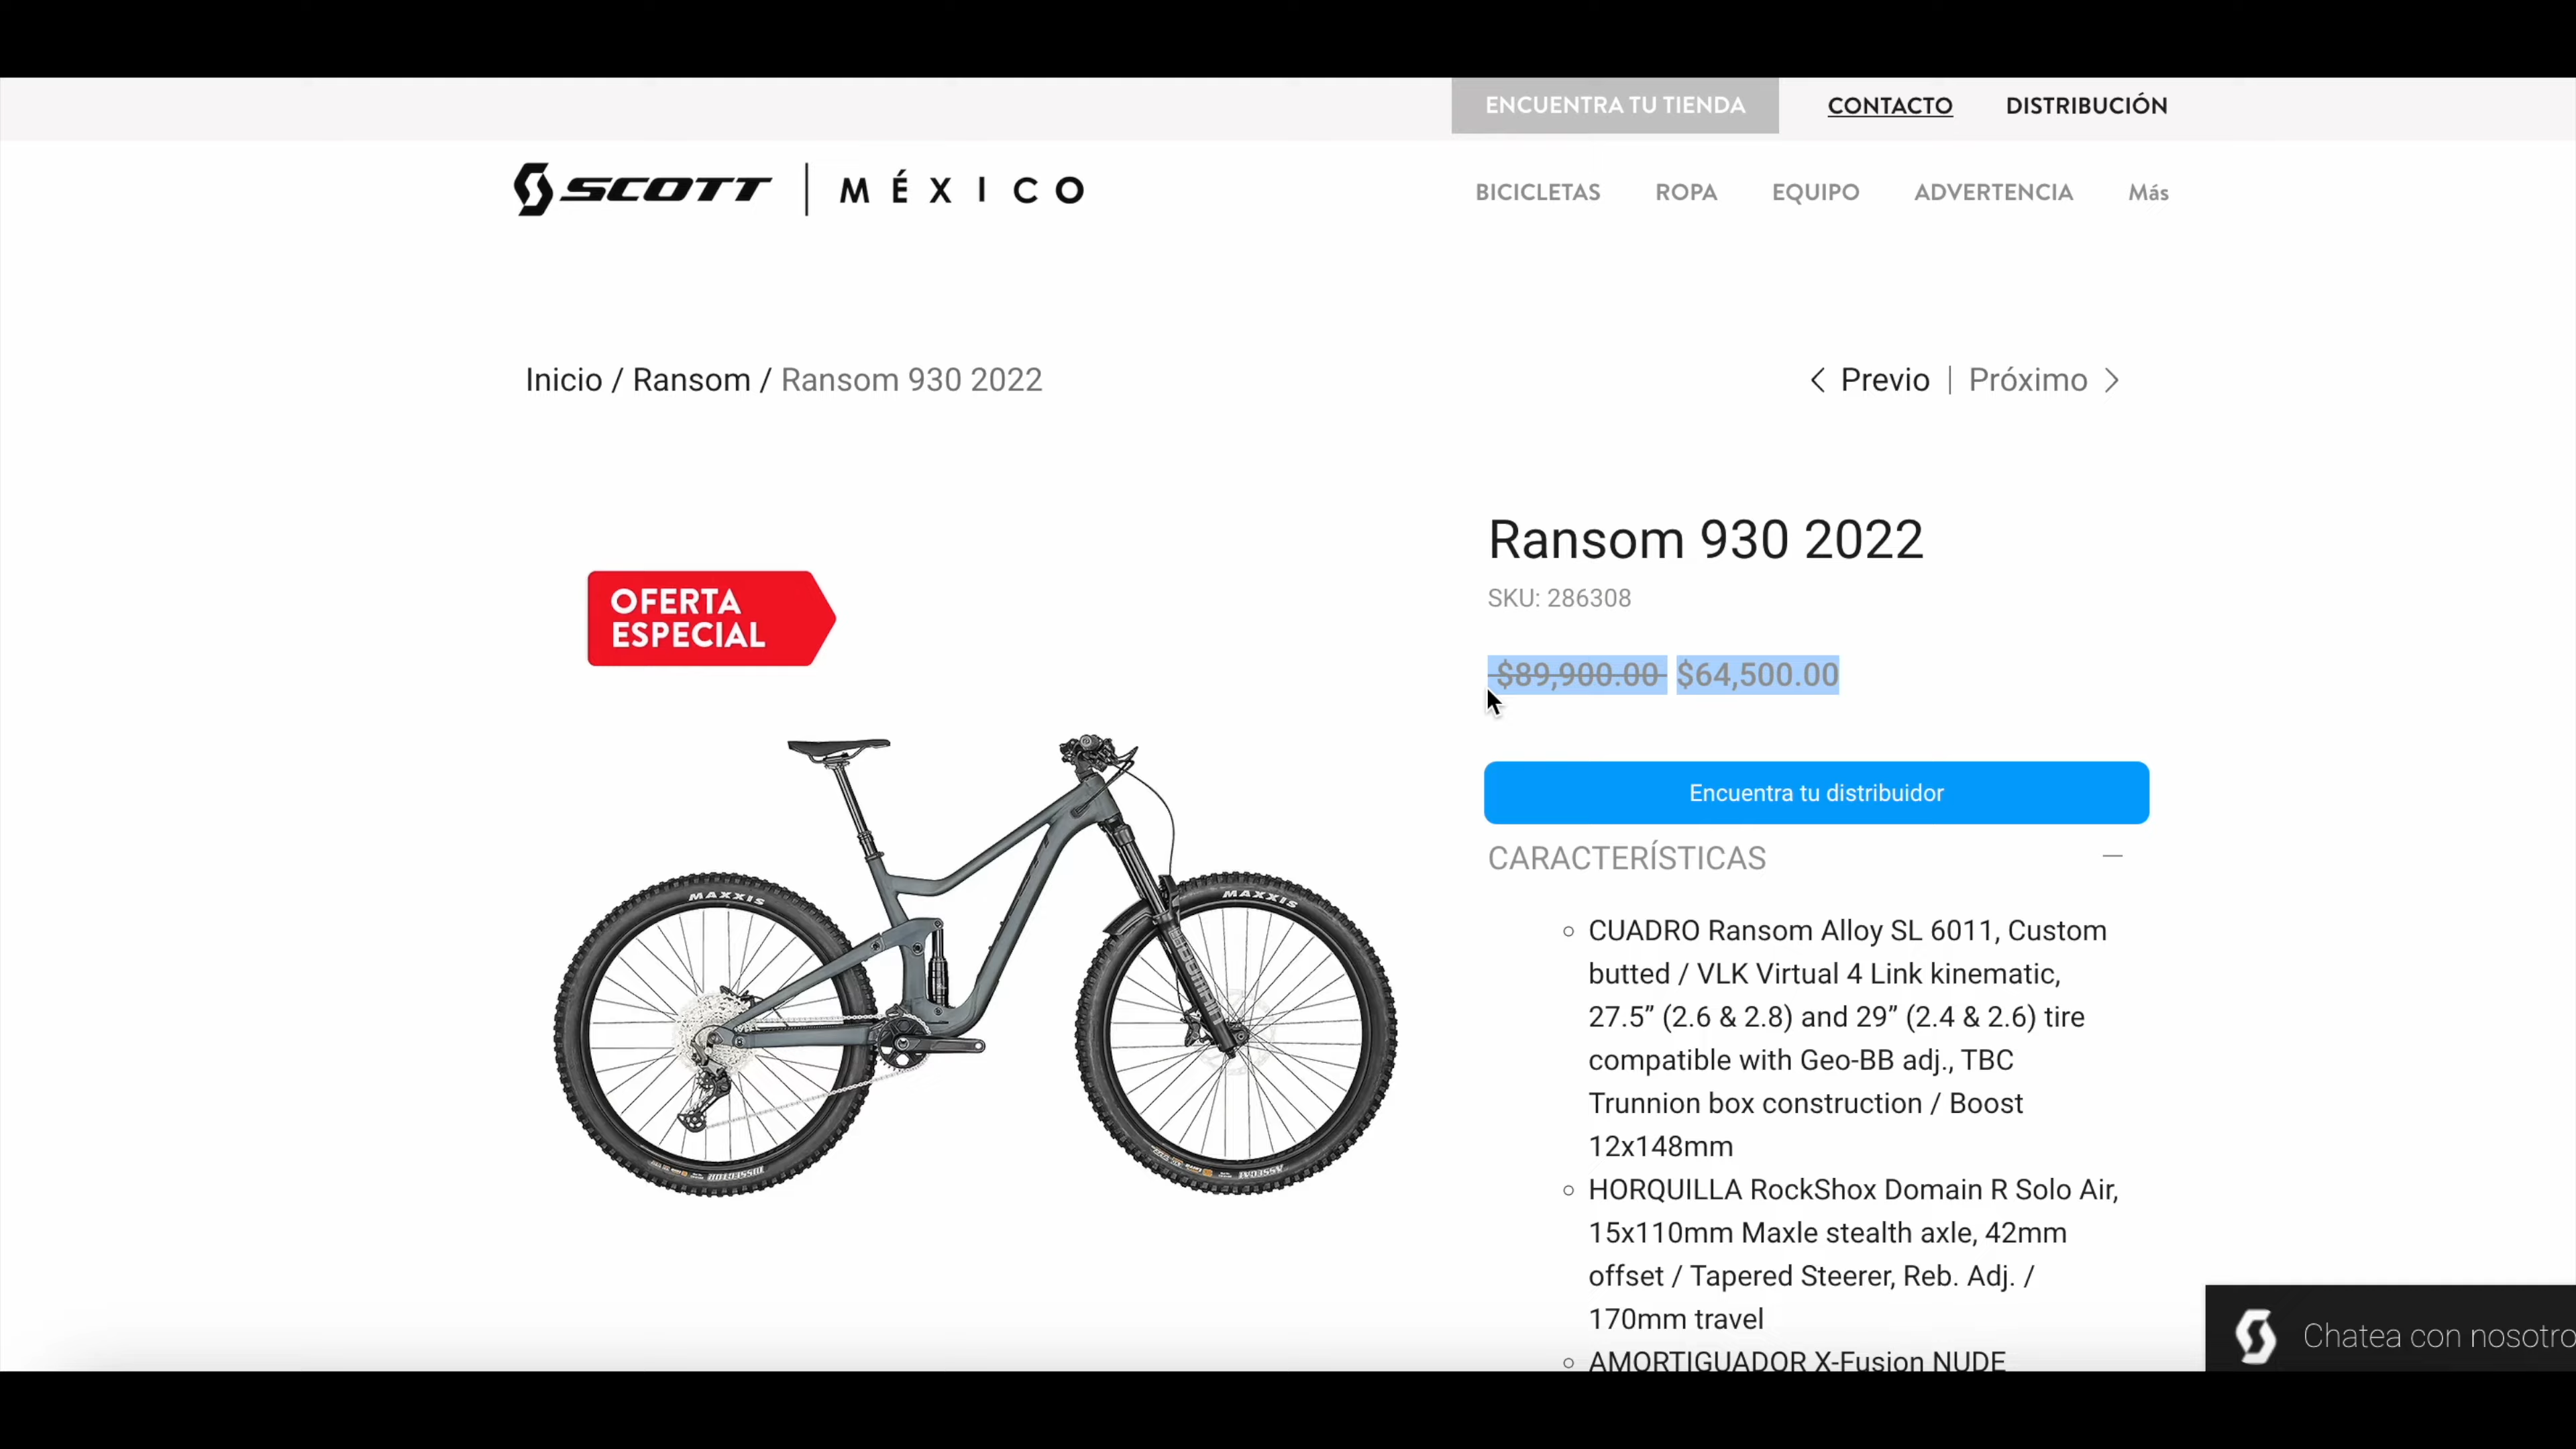 ENCUENTRA TU TIENDA CONTACTO DISTRIBUCIÓN
SCOTT | MÉXICO
BICICLETAS ROPA EQUIPO ADVERTENCIA Más
Inicio / Ransom / Ransom 930 2022
< Previo | Próximo >
OFERTA
ESPECIAL
MAXXIS
MAXXIS
DISSECTOR
ASSEGAI
Ransom 930 2022
SKU: 286308
$89,900.00 $64,500.00
Encuentra tu distribuidor
CARACTERÍSTICAS —
CUADRO Ransom Alloy SL 6011, Custom
butted / VLK Virtual 4 Link kinematic,
27.5” (2.6 & 2.8) and 29” (2.4 & 2.6) tire
compatible with Geo-BB adj., TBC
Trunnion box construction / Boost
12x148mm
HORQUILLA RockShox Domain R Solo Air,
15x110mm Maxle stealth axle, 42mm
offset / Tapered Steerer, Reb. Adj. /
170mm travel
AMORTIGUADOR X-Fusion NUDE
Chatea con nosotro